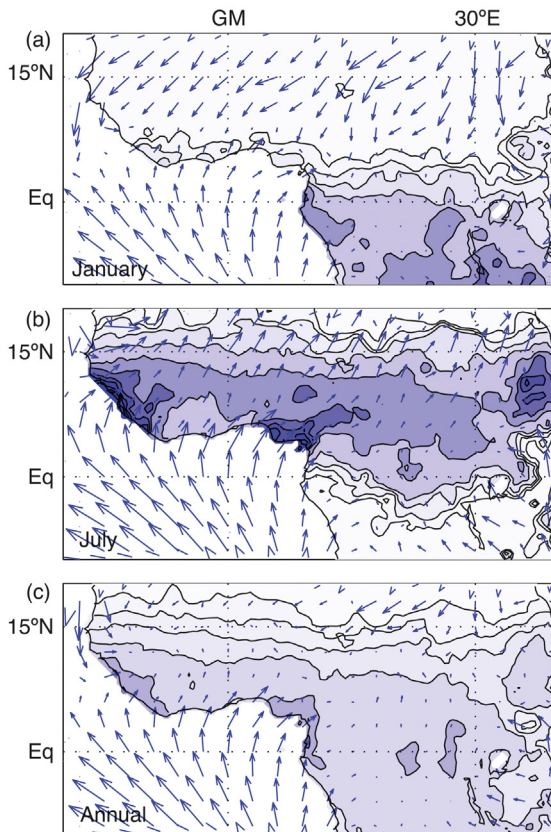 GM 30ºE
(a)
15ºN
Eq
January
(b)
15ºN
Eq
July
(c)
15ºN
Eq
Annual